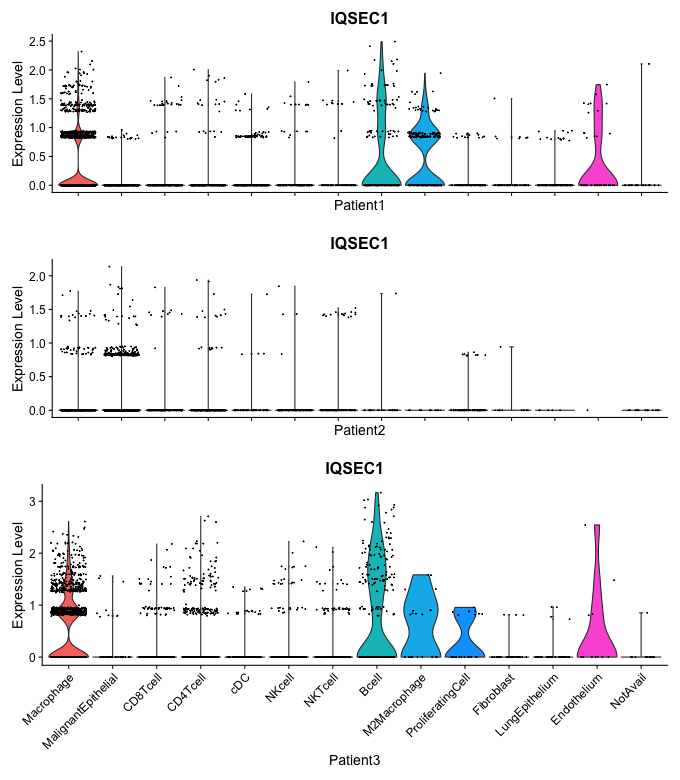 IQSEC1
Expression Level
2.5
2.0
1.5
1.0
0.5
0.0
Patient1
IQSEC1
Expression Level
2.0
1.5
1.0
0.5
0.0
Patient2
IQSEC1
Expression Level
3
2
1
0
Macrophage
MalignantEpithelial
CD8Tcell
CD4Tcell
cDC
NKcell
NKTcell
Bcell
M2Macrophage
ProliferatingCell
Fibroblast
LungEpithelium
Endothelium
NotAvail
Patient3